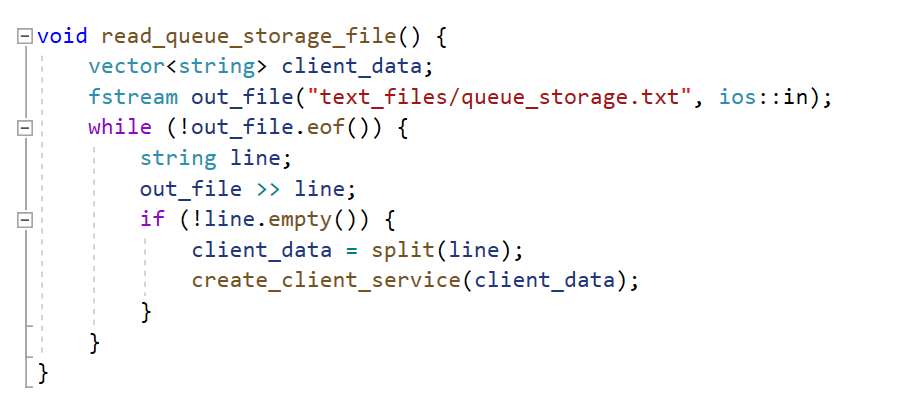 void read_queue_storage_file() {
    vector<string> client_data;
    fstream out_file("text_files/queue_storage.txt", ios::in);
    while (!out_file.eof()) {
        string line;
        out_file >> line;
        if (!line.empty()) {
            client_data = split(line);
            create_client_service(client_data);
        }
    }
}